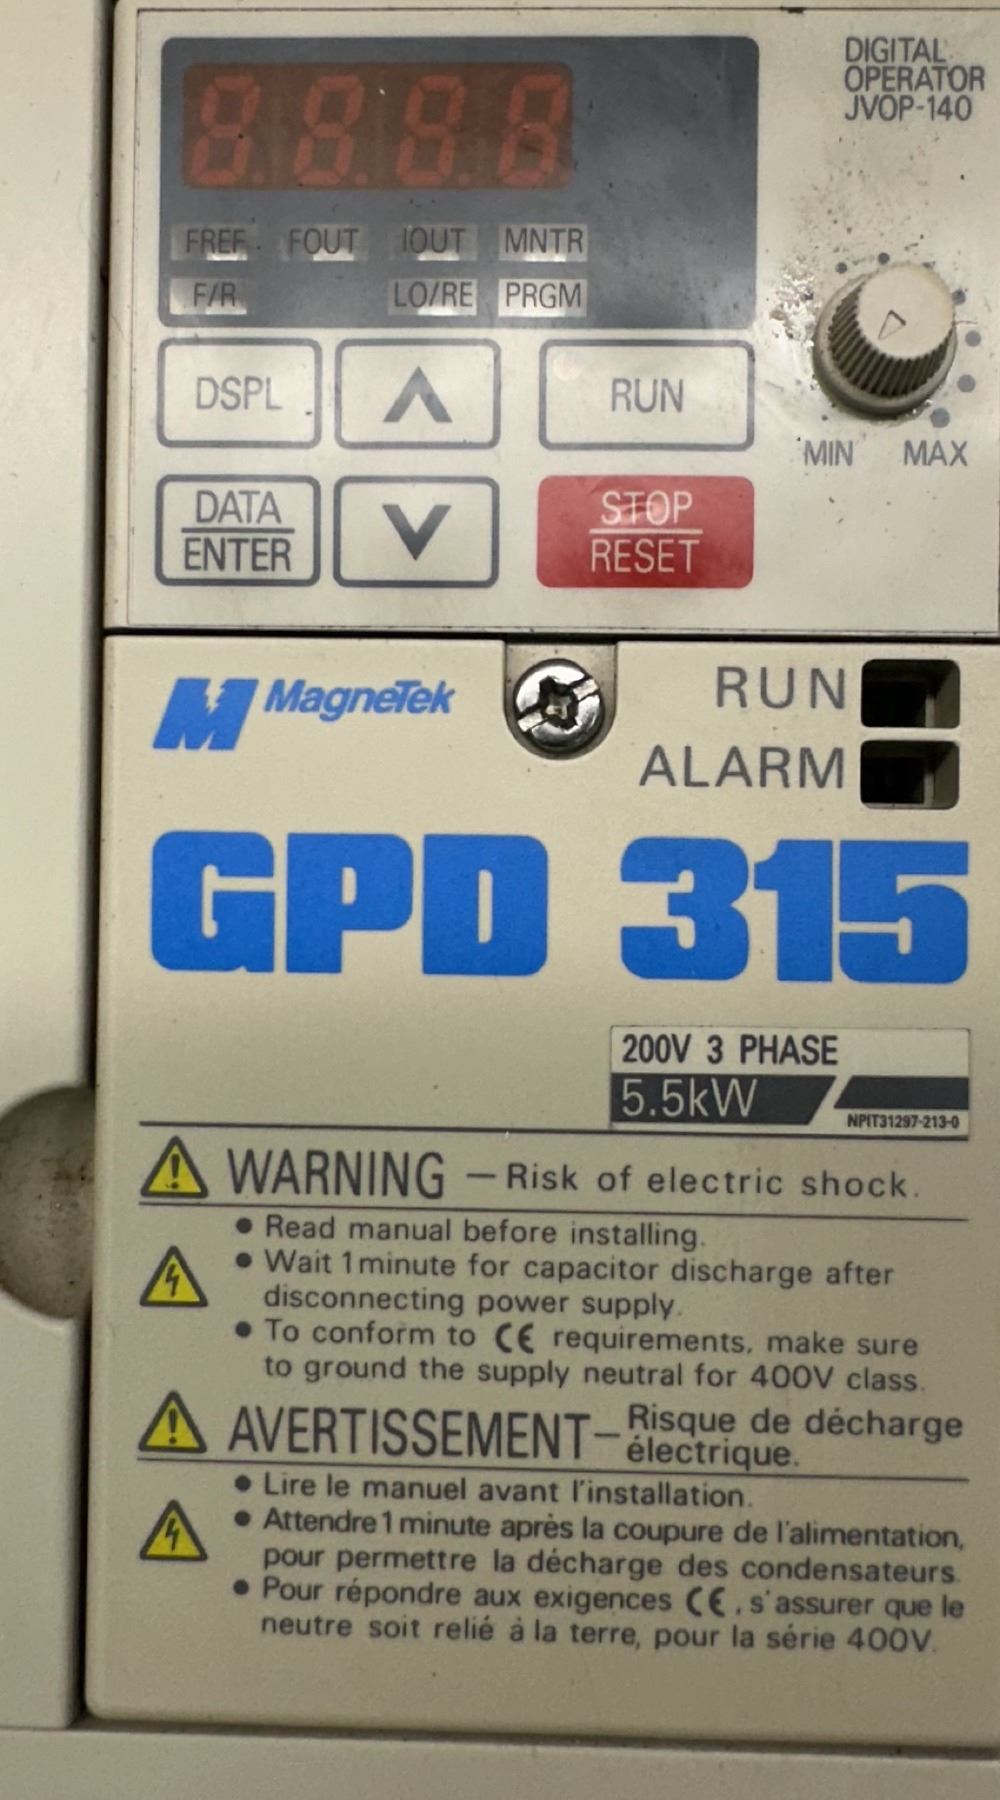 DIGITAL
OPERATOR
JVOP-140
8.8.8.8
FREF FOUT IOUT MNTR
F/R LO/RE PRGM
DSPL RUN
MIN MAX
DATA
ENTER
STOP
RESET
M MagneTek
RUN
ALARM
GPD 315
200V 3 PHASE
5.5kW
NPIT31297-213-0
WARNING – Risk of electric shock.
● Read manual before installing.
● Wait 1 minute for capacitor discharge after
disconnecting power supply.
● To conform to CE requirements, make sure
to ground the supply neutral for 400V class.
AVERTISSEMENT – Risque de décharge
électrique.
● Lire le manuel avant l'installation.
● Attendre 1 minute après la coupure de l'alimentation,
pour permettre la décharge des condensateurs.
● Pour répondre aux exigences CE, s'assurer que le
neutre soit relié à la terre, pour la série 400V.